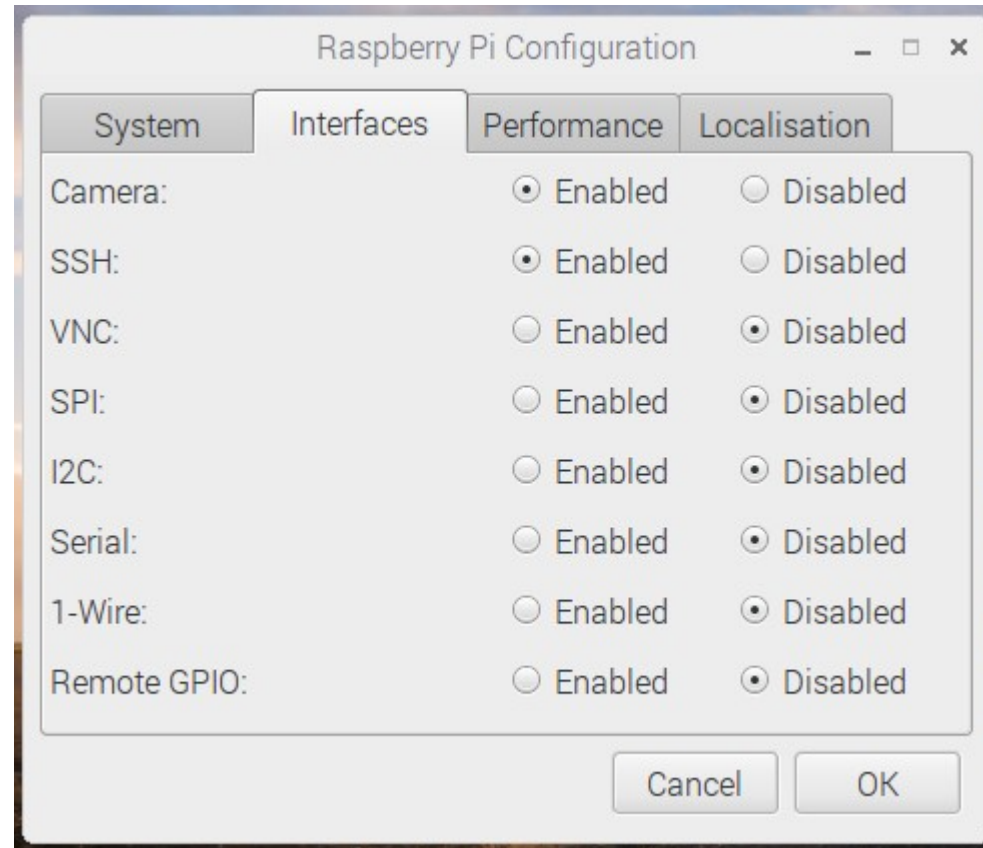 Raspberry Pi Configuration
System Interfaces Performance Localisation
Camera: Enabled Disabled
SSH: Enabled Disabled
VNC: Enabled Disabled
SPI: Enabled Disabled
I2C: Enabled Disabled
Serial: Enabled Disabled
1-Wire: Enabled Disabled
Remote GPIO: Enabled Disabled
Cancel OK